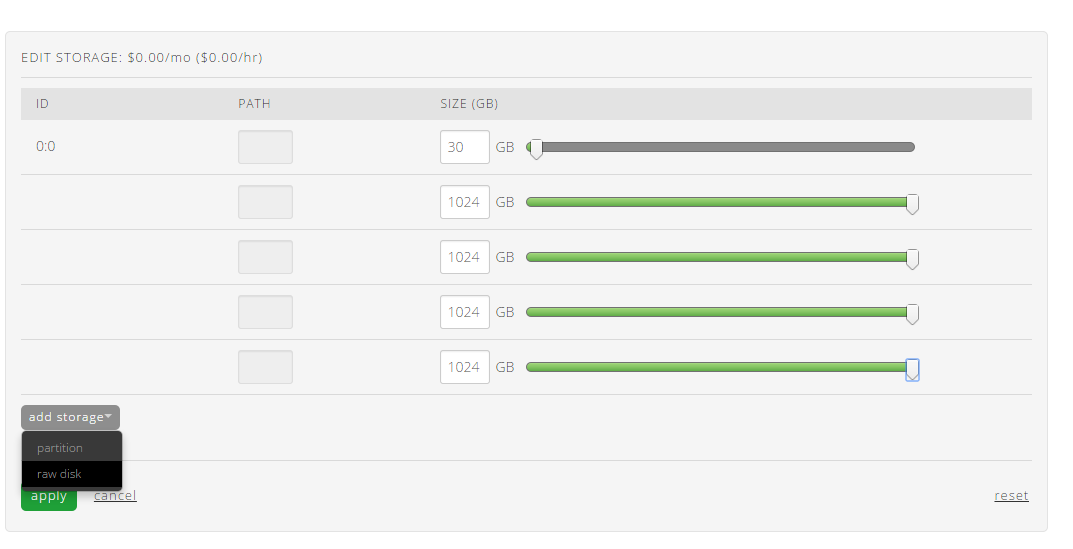 EDIT STORAGE: $0.00/mo ($0.00/hr)
ID PATH SIZE (GB)
0:0 30 GB
1024 GB
1024 GB
1024 GB
1024 GB
add storage
partition
raw disk
apply cancel reset